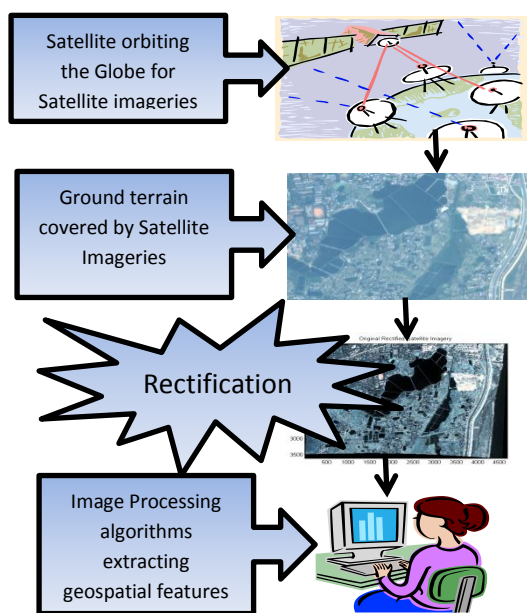 Satellite orbiting
the Globe for
Satellite imageries
Ground terrain
covered by Satellite
Imageries
Original Rectified Satellite Imagery
Rectification
3000
3500
500 1000 1500 2000 2500 3000 3500 4000 4500
Image Processing
algorithms
extracting
geospatial features